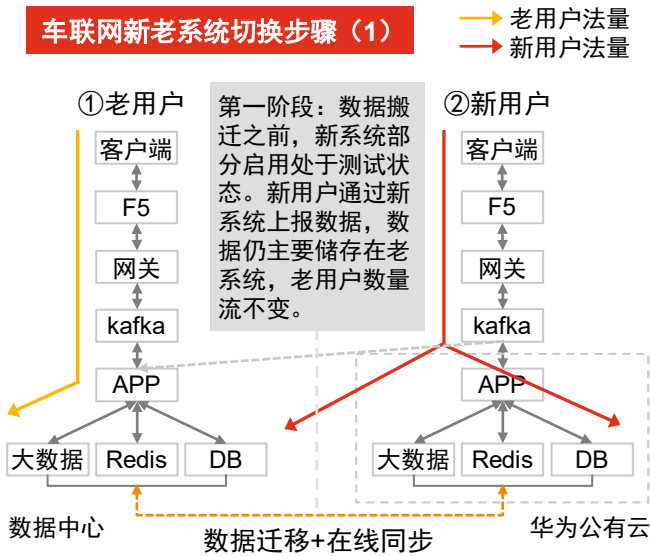 车联网新老系统切换步骤（1）
老用户法量
新用户法量
①老用户
客户端
F5
网关
kafka
APP
大数据
Redis
DB
数据中心
第一阶段：数据搬
迁之前，新系统部
分启用处于测试状
态。新用户通过新
系统上报数据，数
据仍主要储存在老
系统，老用户数量
流不变。
②新用户
客户端
F5
网关
kafka
APP
大数据
Redis
DB
华为公有云
数据迁移+在线同步